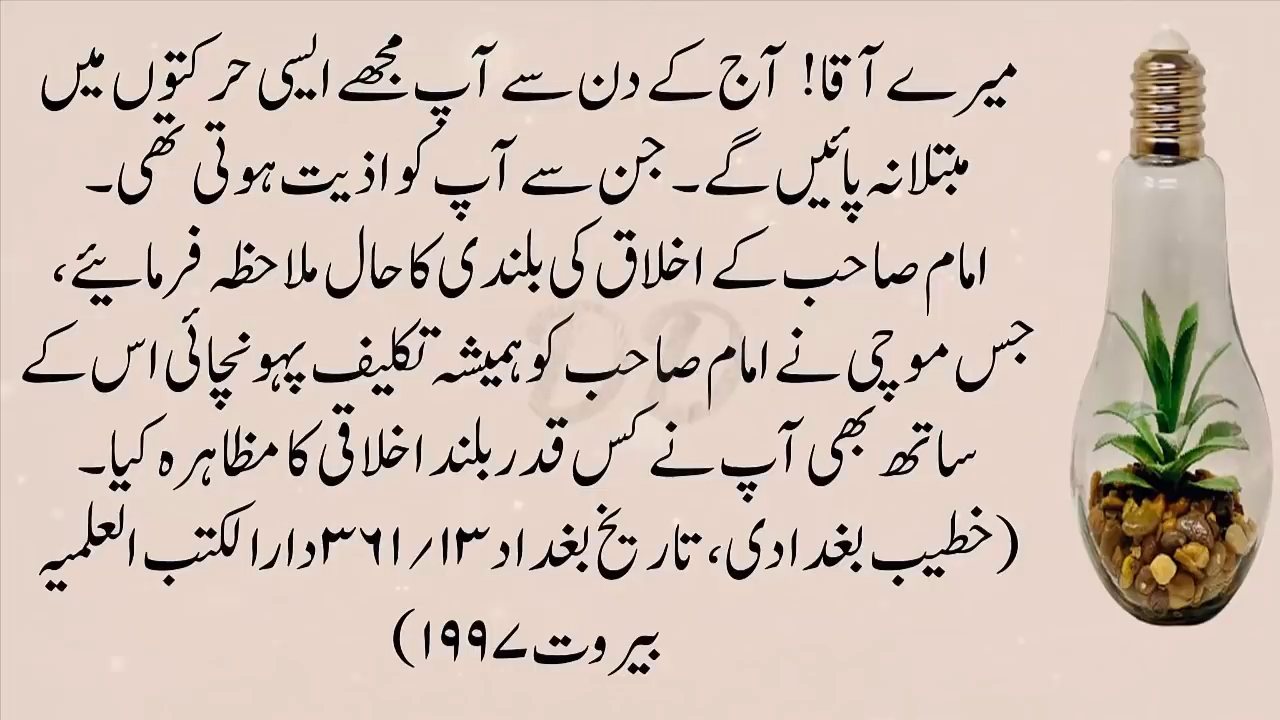 میرے آقا! آج کے دن سے آپ مجھے ایسی حرکتوں میں
مبتلا نہ پائیں گے۔ جن سے آپ کو اذیت ہوتی تھی۔
امام صاحب کے اخلاق کی بلندی کا حال ملاحظہ فرمائیے،
جس موچی نے امام صاحب کو ہمیشہ تکلیف پہونچائی اس کے
ساتھ بھی آپ نے کس قدر بلند اخلاقی کا مظاہرہ کیا۔
(خطیب بغدادی، تاریخ بغداد ۱۳؍۳۶۱ دارالکتب العلمیہ
بیروت ۱۹۹۷)
DD